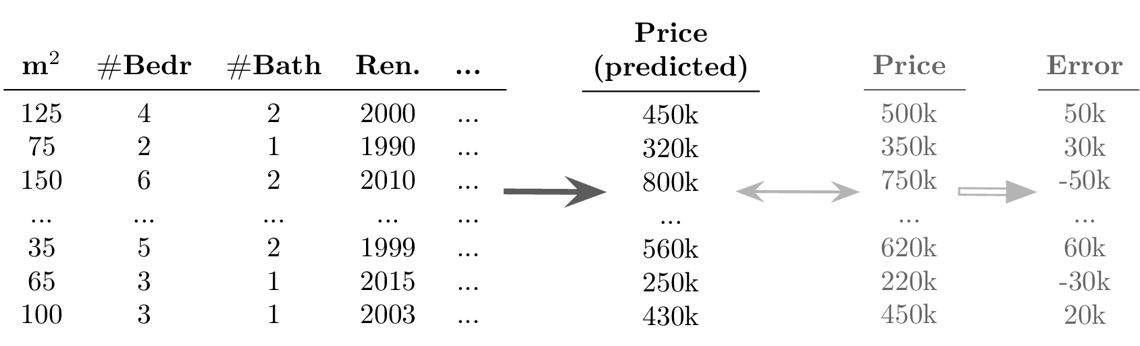 Price
m² #Bedr #Bath Ren. ... (predicted) Price Error
125 4 2 2000 ... 450k 500k 50k
75 2 1 1990 ... 320k 350k 30k
150 6 2 2010 ... 800k 750k -50k
... ... ... ... ... ... ... ...
35 5 2 1999 ... 560k 620k 60k
65 3 1 2015 ... 250k 220k -30k
100 3 1 2003 ... 430k 450k 20k